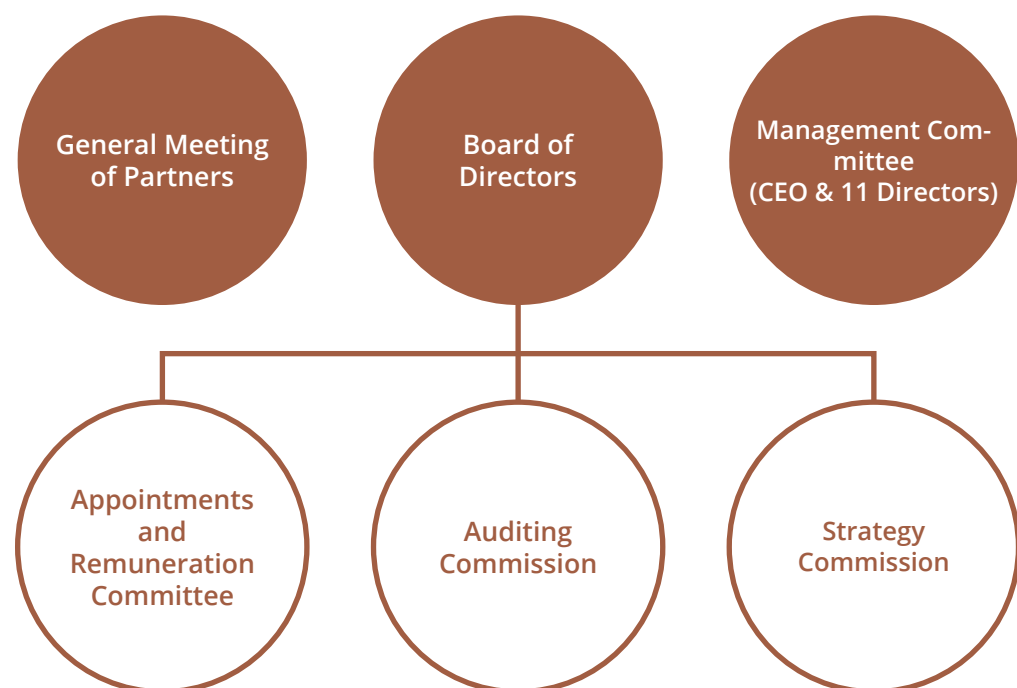 General Meeting
of Partners
Board of
Directors
Management Com-
mittee
(CEO & 11 Directors)
Appointments
and
Remuneration
Committee
Auditing
Commission
Strategy
Commission